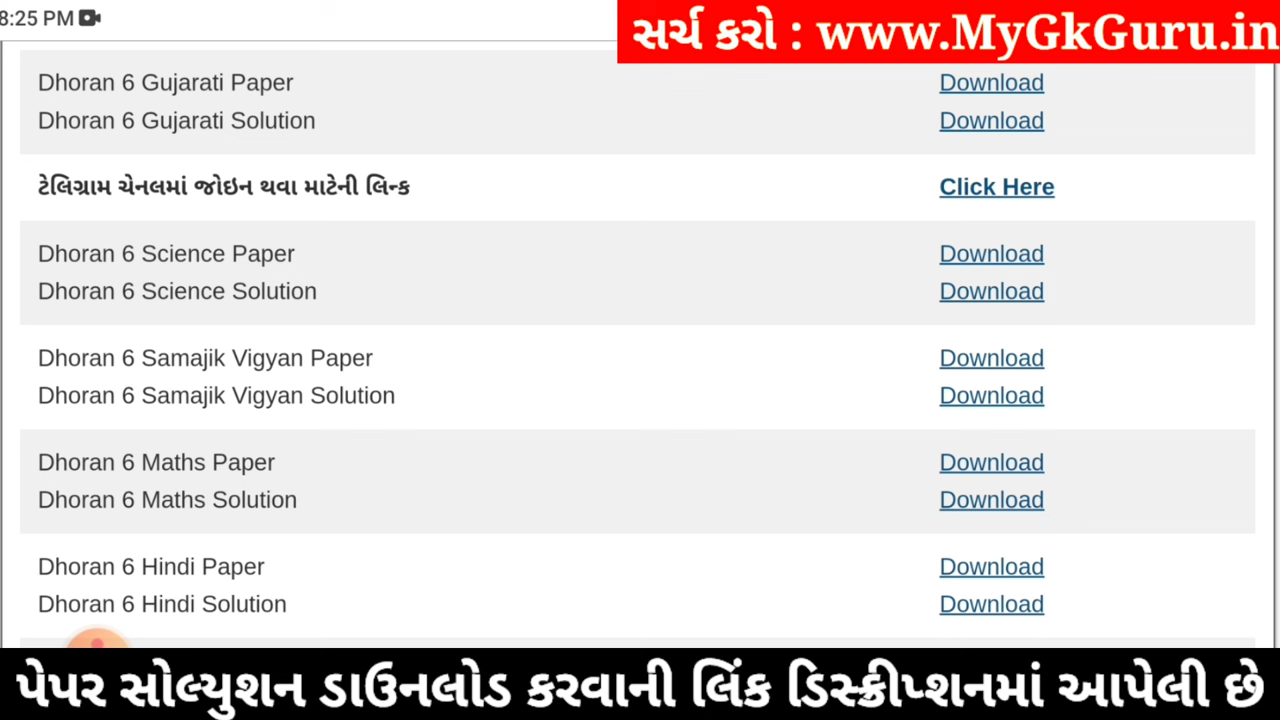 8:25 PM
સર્ચ કરો : www.MyGkGuru.in
Dhoran 6 Gujarati Paper Download
Dhoran 6 Gujarati Solution Download
ટેલિગ્રામ ચેનલમાં જોઇન થવા માટેની લિન્ક Click Here
Dhoran 6 Science Paper Download
Dhoran 6 Science Solution Download
Dhoran 6 Samajik Vigyan Paper Download
Dhoran 6 Samajik Vigyan Solution Download
Dhoran 6 Maths Paper Download
Dhoran 6 Maths Solution Download
Dhoran 6 Hindi Paper Download
Dhoran 6 Hindi Solution Download
પેપર સોલ્યુશન ડાઉનલોડ કરવાની લિંક ડિસ્ક્રીપ્શનમાં આપેલી છે